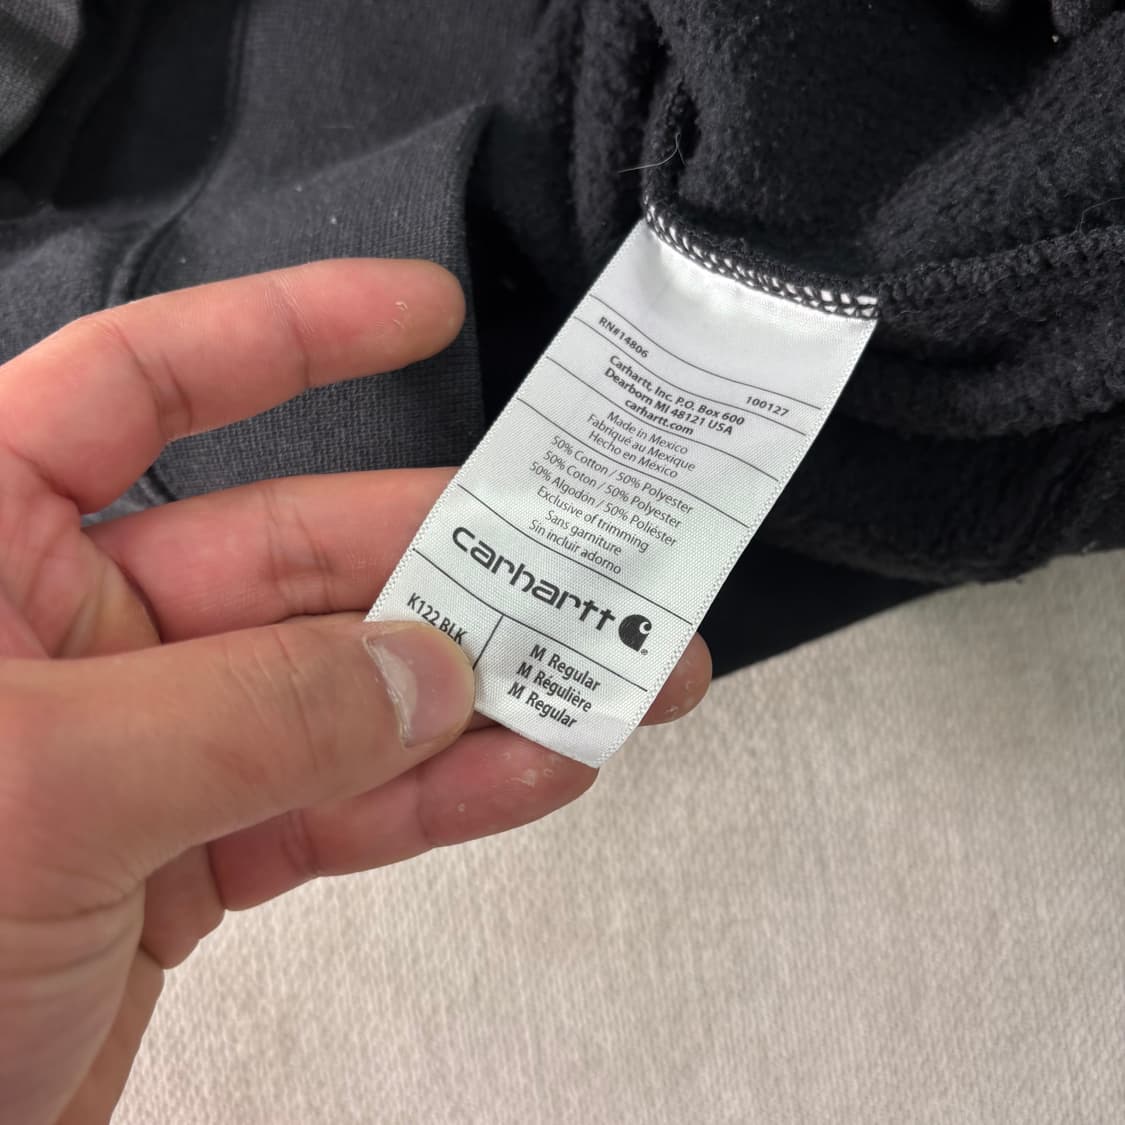 RN#14806 100127
Carhartt, Inc. P.O. Box 600
Dearborn MI 48121 USA
carhartt.com
Made in Mexico
Fabriqué au Mexique
Hecho en México
50% Cotton / 50% Polyester
50% Coton / 50% Polyester
50% Algodón / 50% Poliéster
Exclusive of trimming
Sans garniture
Sin incluir adorno
carhartt
K122 BLK
M Regular
M Régulière
M Regular